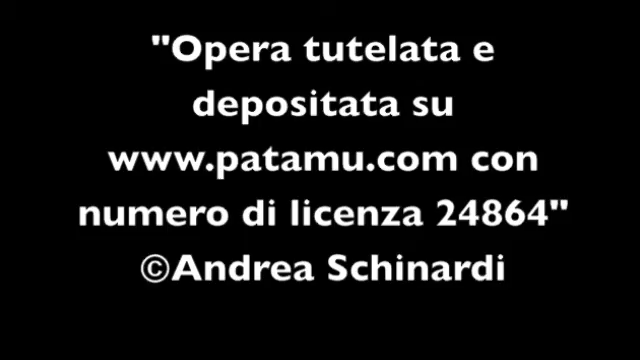 "Opera tutelata e
depositata su
www.patamu.com con
numero di licenza 24864"
©Andrea Schinardi